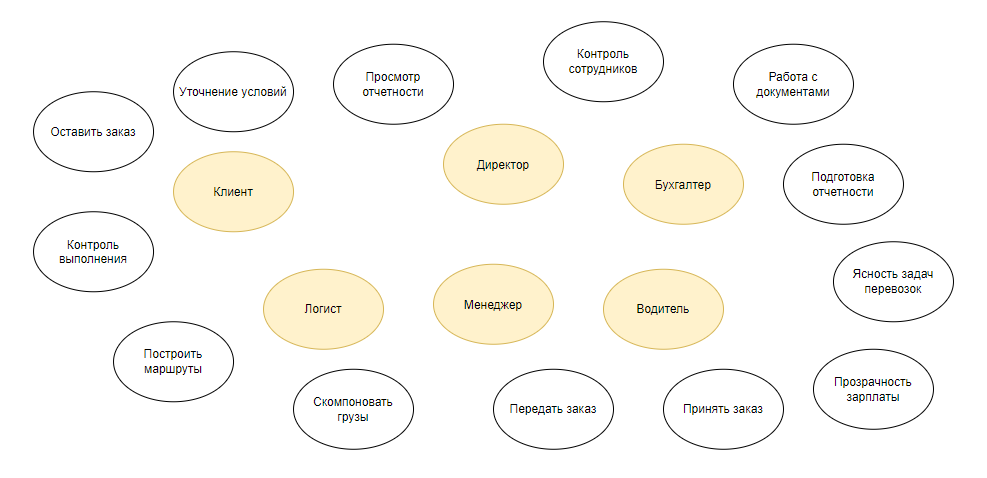 Контроль
сотрудников
Просмотр
отчетности
Работа с
документами
Уточнение условий
Оставить заказ
Директор
Бухгалтер
Подготовка
отчетности
Клиент
Контроль
выполнения
Ясность задач
перевозок
Логист
Менеджер
Водитель
Построить
маршруты
Прозрачность
зарплаты
Скомпоновать
грузы
Передать заказ
Принять заказ